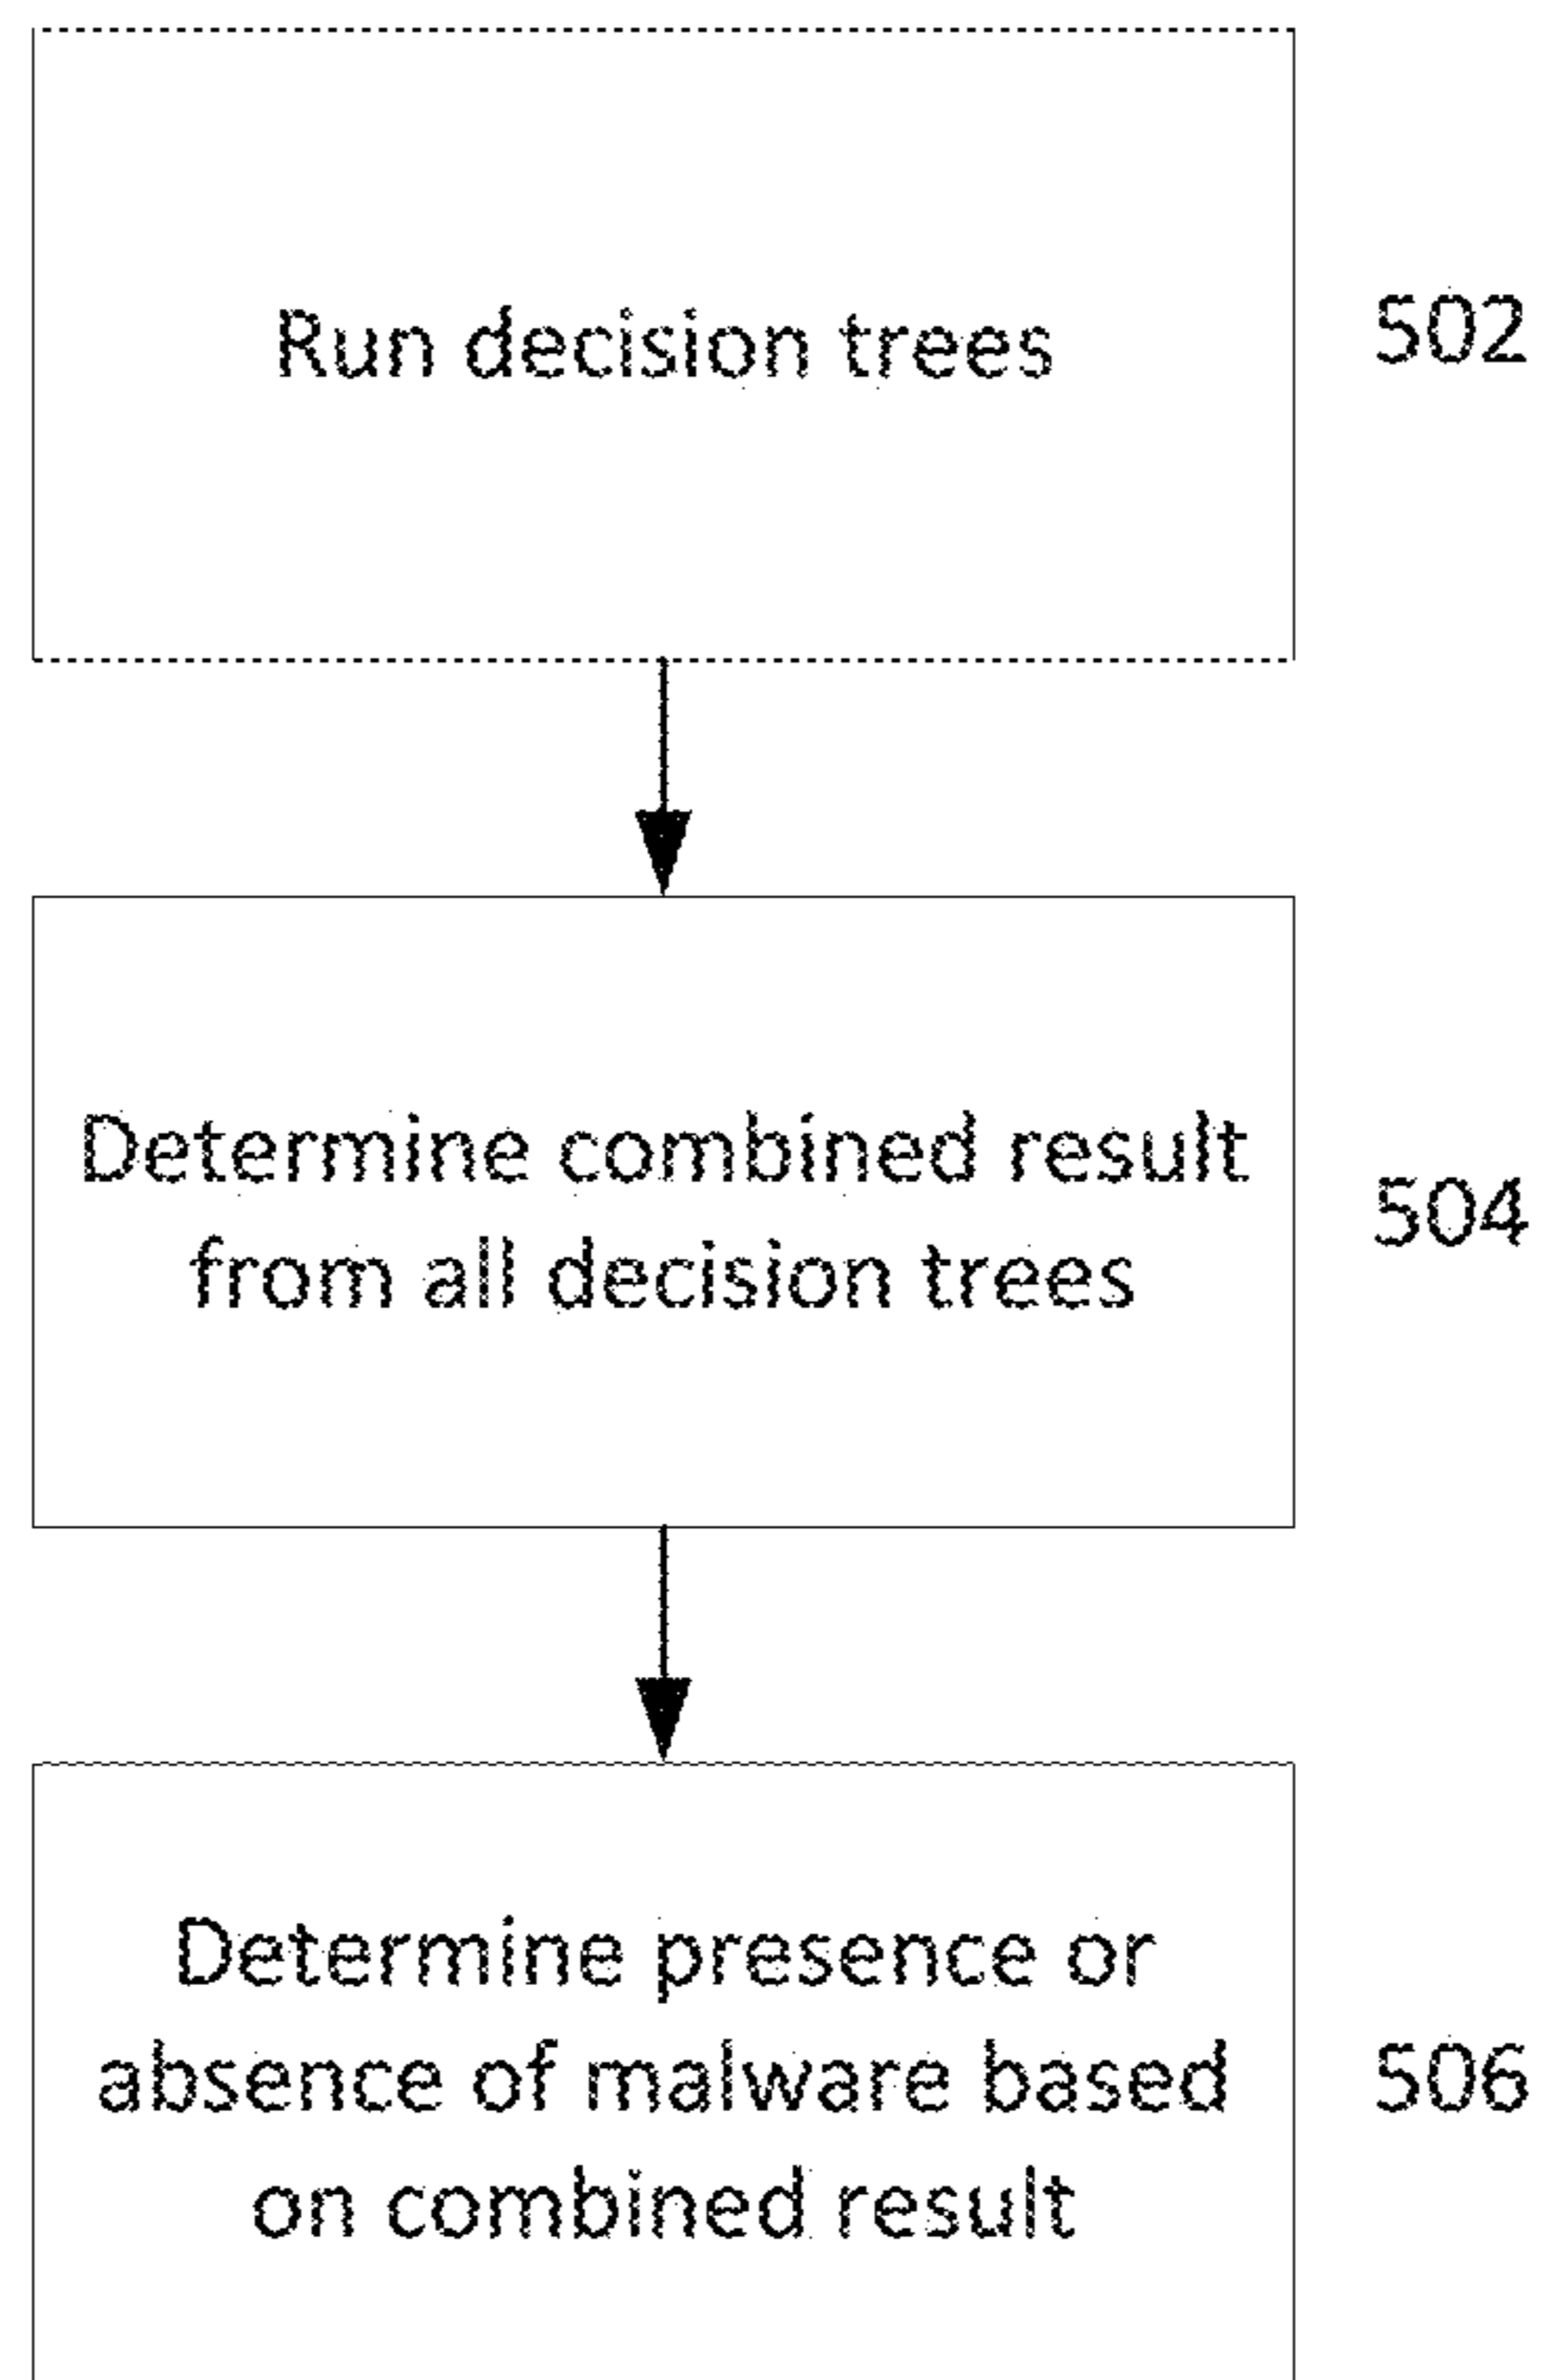 Run decision trees
502
Determine combined result
from all decision trees
504
Determine presence or
absence of malware based
on combined result
506